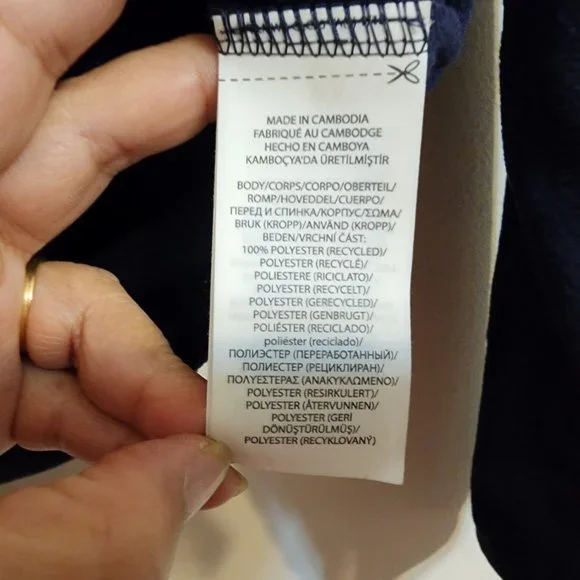 MADE IN CAMBODIA
FABRIQUÉ AU CAMBODGE
HECHO EN CAMBOYA
KAMBOÇYA'DA ÜRETİLMİŞTİR
BODY/CORPS/CORPO/OBERTEIL/
ROMP/HOVEDDEL/CUERPO/
ПЕРЕД И СПИНКА/КОРПУС/ΣΩΜΑ/
BRUK (KROPP)/ANVÄND (KROPP)/
BEDEN/VRCHNÍ ČÁST:
100% POLYESTER (RECYCLED)/
POLYESTER (RECYCLÉ)/
POLIESTERE (RICICLATO)/
POLYESTER (RECYCELT)/
POLYESTER (GERECYCLED)/
POLYESTER (GENBRUGT)/
POLIÉSTER (RECICLADO)/
poliéster (reciclado)/
ПОЛИЭСТЕР (ПЕРЕРАБОТАННЫЙ)/
ПОЛИЕСТЕР (РЕЦИКЛИРАН)/
ΠΟΛΥΕΣΤΕΡΑΣ (ΑΝΑΚΥΚΛΩΜΕΝΟ)/
POLYESTER (RESIRKULERT)/
POLYESTER (ÅTERVUNNEN)/
POLYESTER (GERİ
DÖNÜŞTÜRÜLMÜŞ)/
POLYESTER (RECYKLOVANÝ)